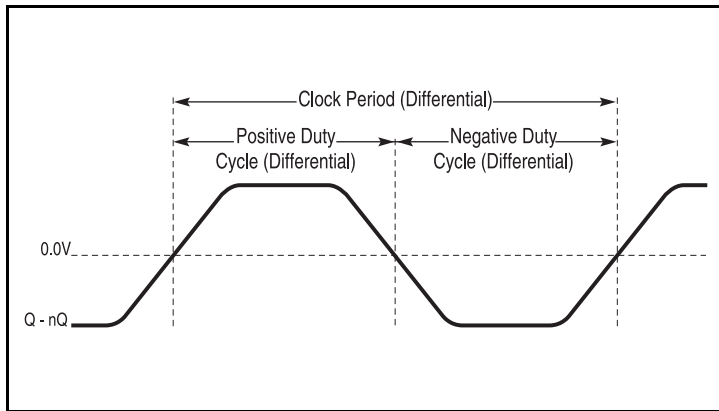 Clock Period (Differential)
Positive Duty
Cycle (Differential)
Negative Duty
Cycle (Differential)
0.0V
Q - nQ